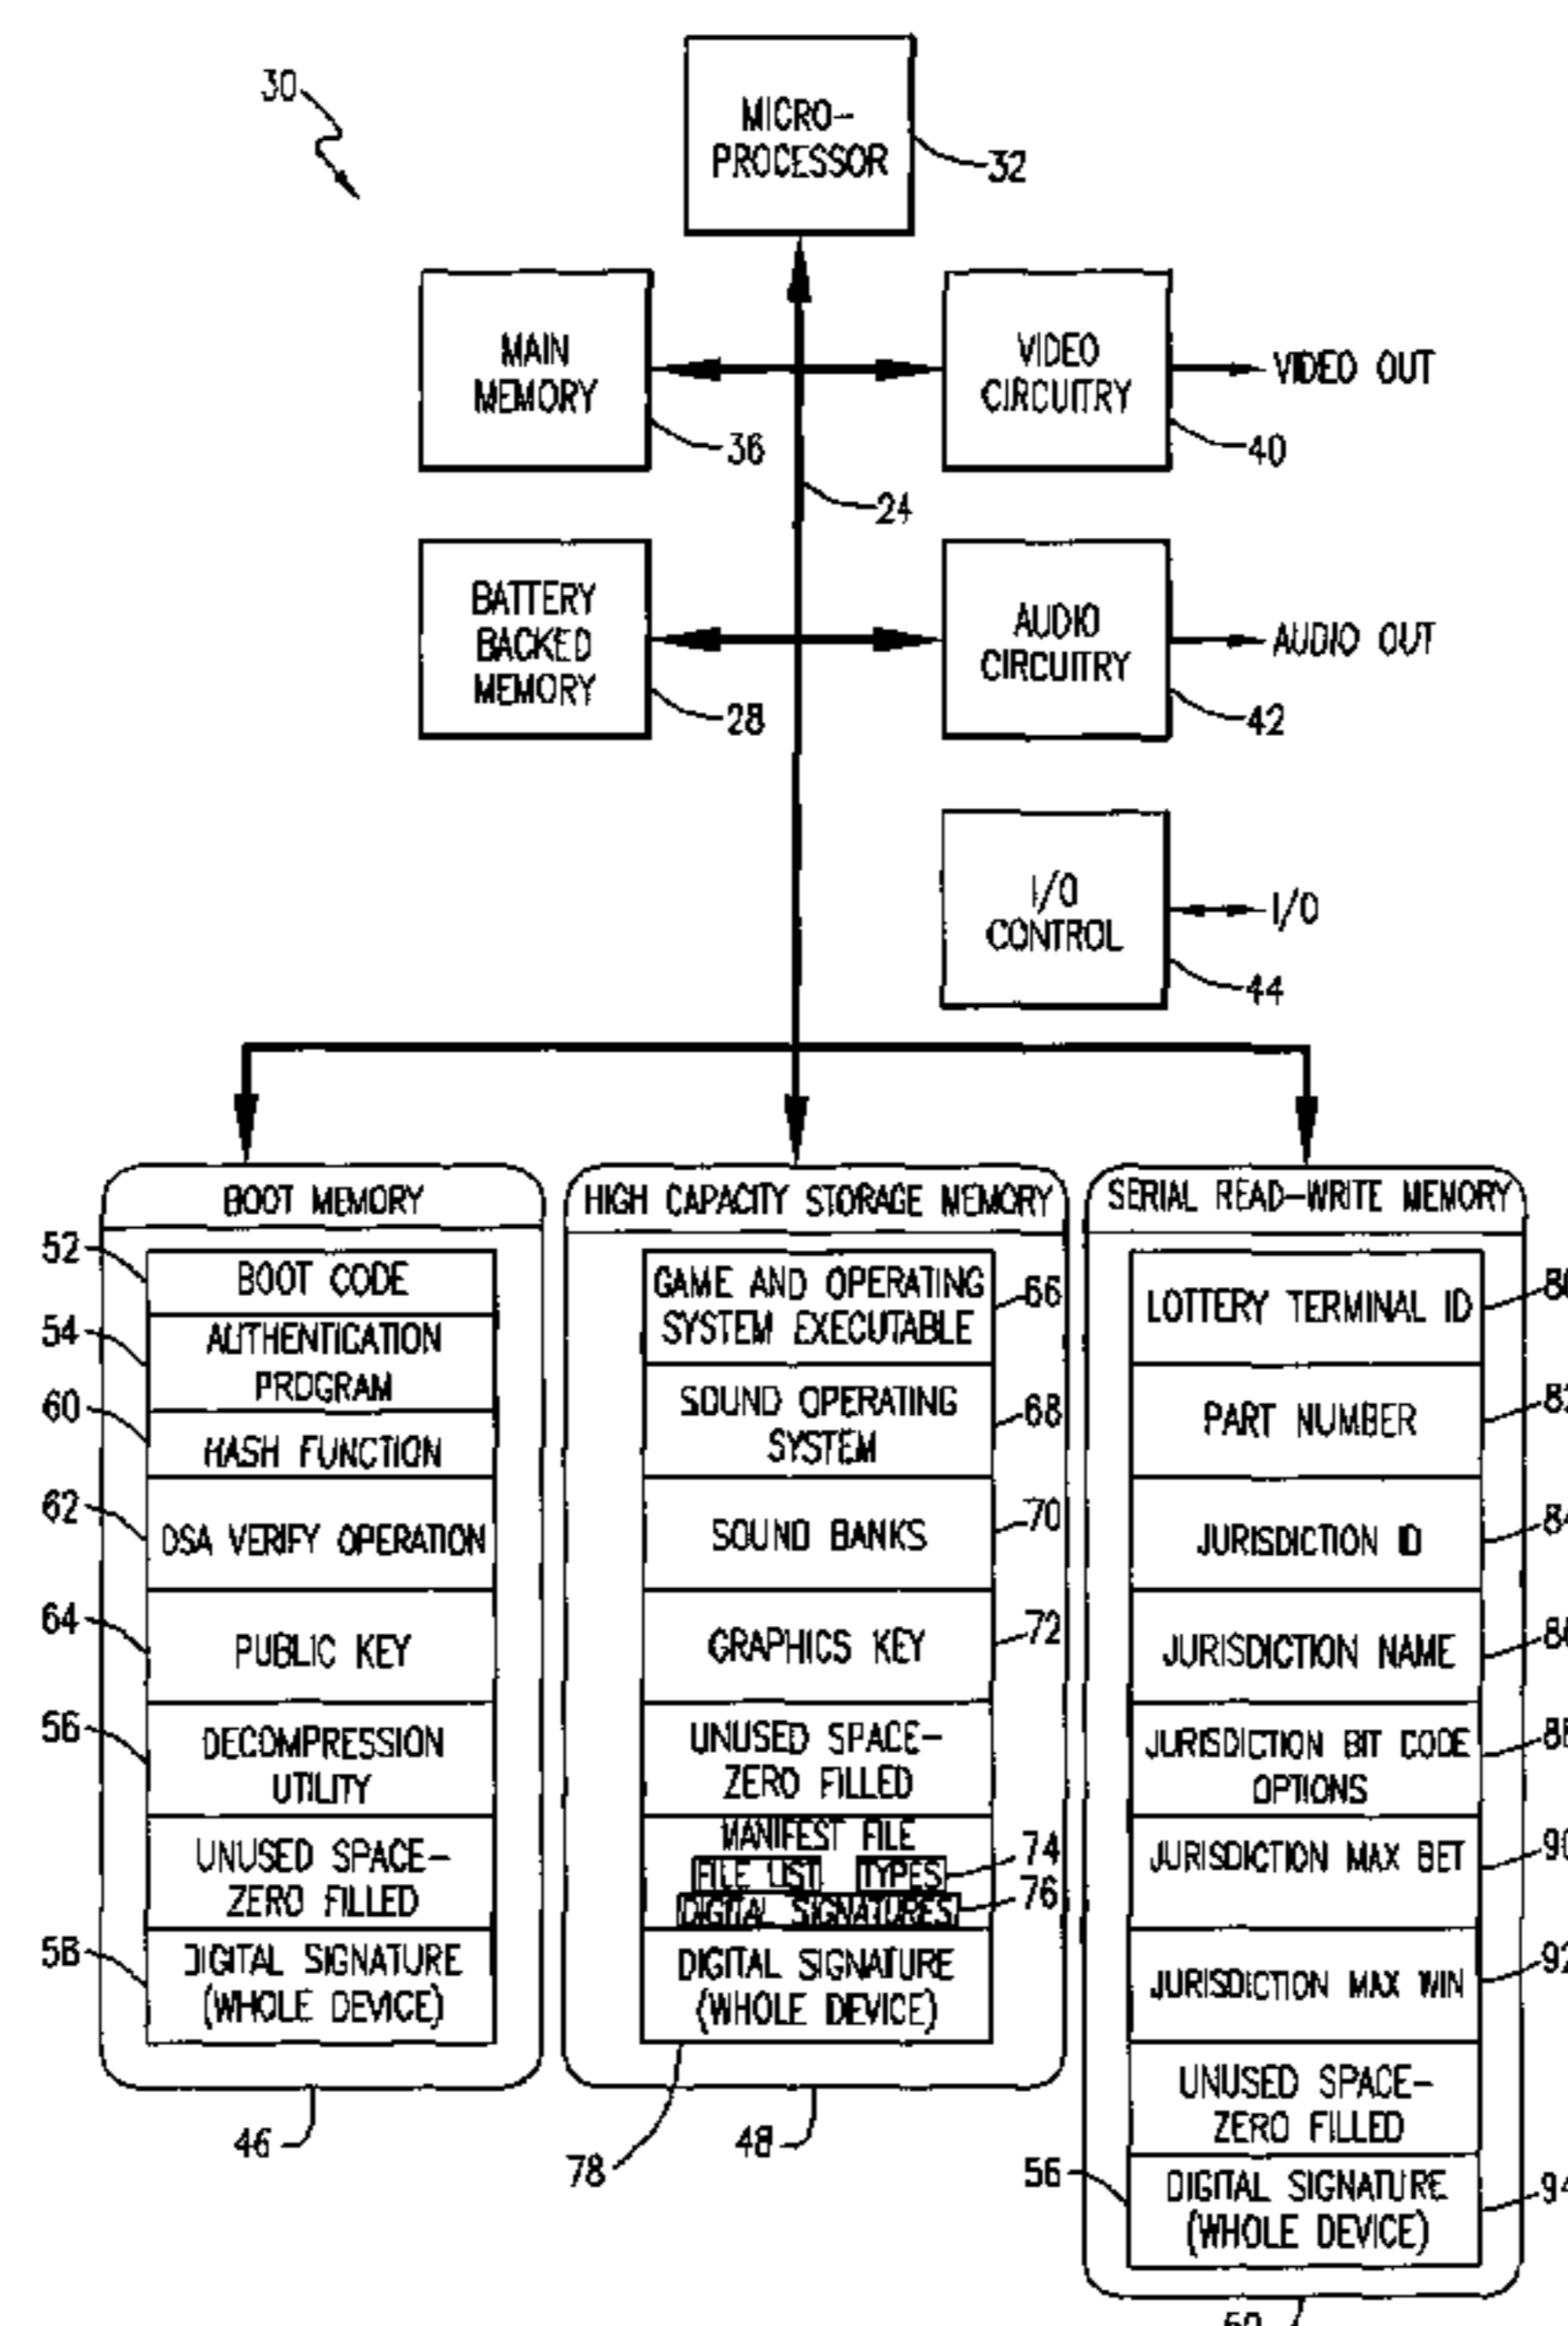 30
MICRO-
PROCESSOR
32
MAIN
MEMORY
36
VIDEO
CIRCUITRY
VIDEO OUT
40
24
BATTERY
BACKED
MEMORY
28
AUDIO
CIRCUITRY
AUDIO OUT
42
I/O
CONTROL
I/O
44
BOOT MEMORY
52
BOOT CODE
54
AUTHENTICATION
PROGRAM
60
HASH FUNCTION
62
DSA VERIFY OPERATION
64
PUBLIC KEY
56
DECOMPRESSION
UTILITY
UNUSED SPACE-
ZERO FILLED
58
DIGITAL SIGNATURE
(WHOLE DEVICE)
46
HIGH CAPACITY STORAGE MEMORY
GAME AND OPERATING
SYSTEM EXECUTABLE
66
SOUND OPERATING
SYSTEM
68
SOUND BANKS
70
GRAPHICS KEY
72
UNUSED SPACE-
ZERO FILLED
MANIFEST FILE
FILE LIST TYPES
74
DIGITAL SIGNATURES
76
DIGITAL SIGNATURE
(WHOLE DEVICE)
78
48
SERIAL READ-WRITE MEMORY
LOTTERY TERMINAL ID
PART NUMBER
JURISDICTION ID
JURISDICTION NAME
JURISDICTION BIT CODE
OPTIONS
JURISDICTION MAX BET
90
JURISDICTION MAX WIN
92
UNUSED SPACE-
ZERO FILLED
56
DIGITAL SIGNATURE
(WHOLE DEVICE)
94